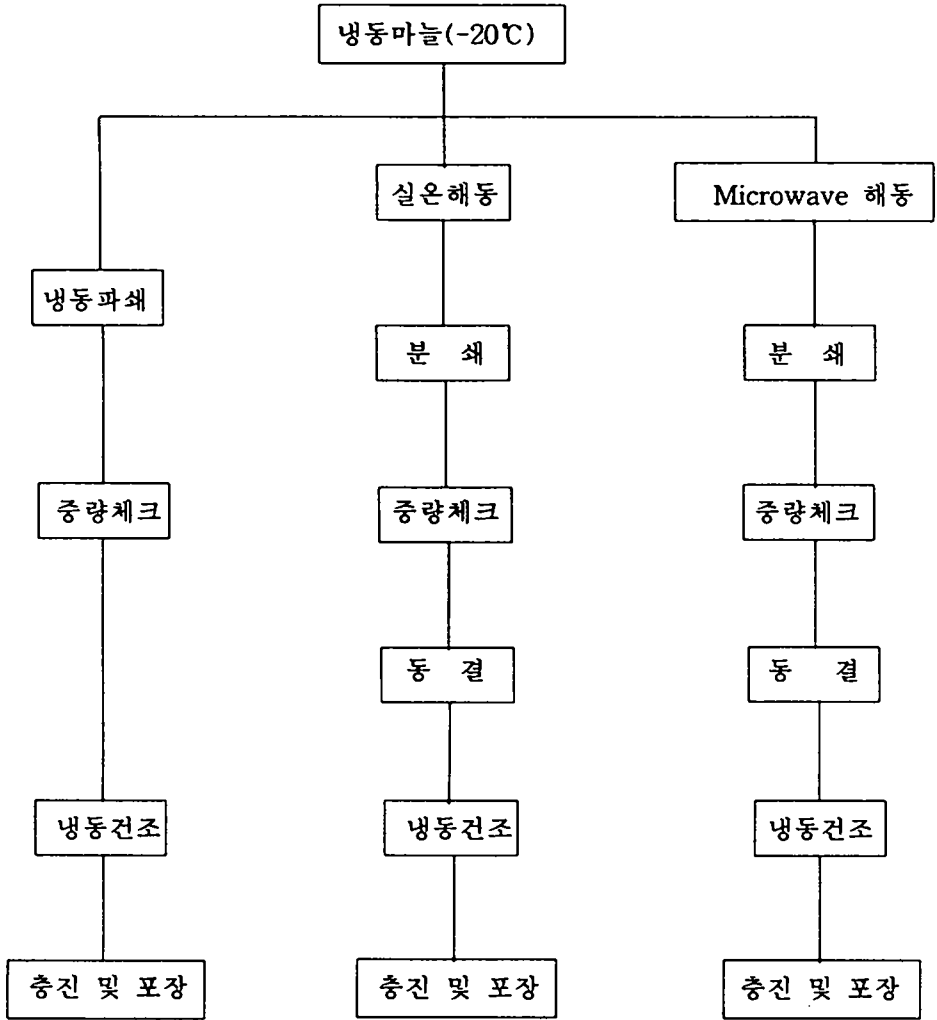 냉동마늘(-20℃)
실온해동
Microwave 해동
냉동파쇄
분 쇄
분 쇄
중량체크
중량체크
중량체크
동 결
동 결
냉동건조
냉동건조
냉동건조
충진 및 포장
충진 및 포장
충진 및 포장